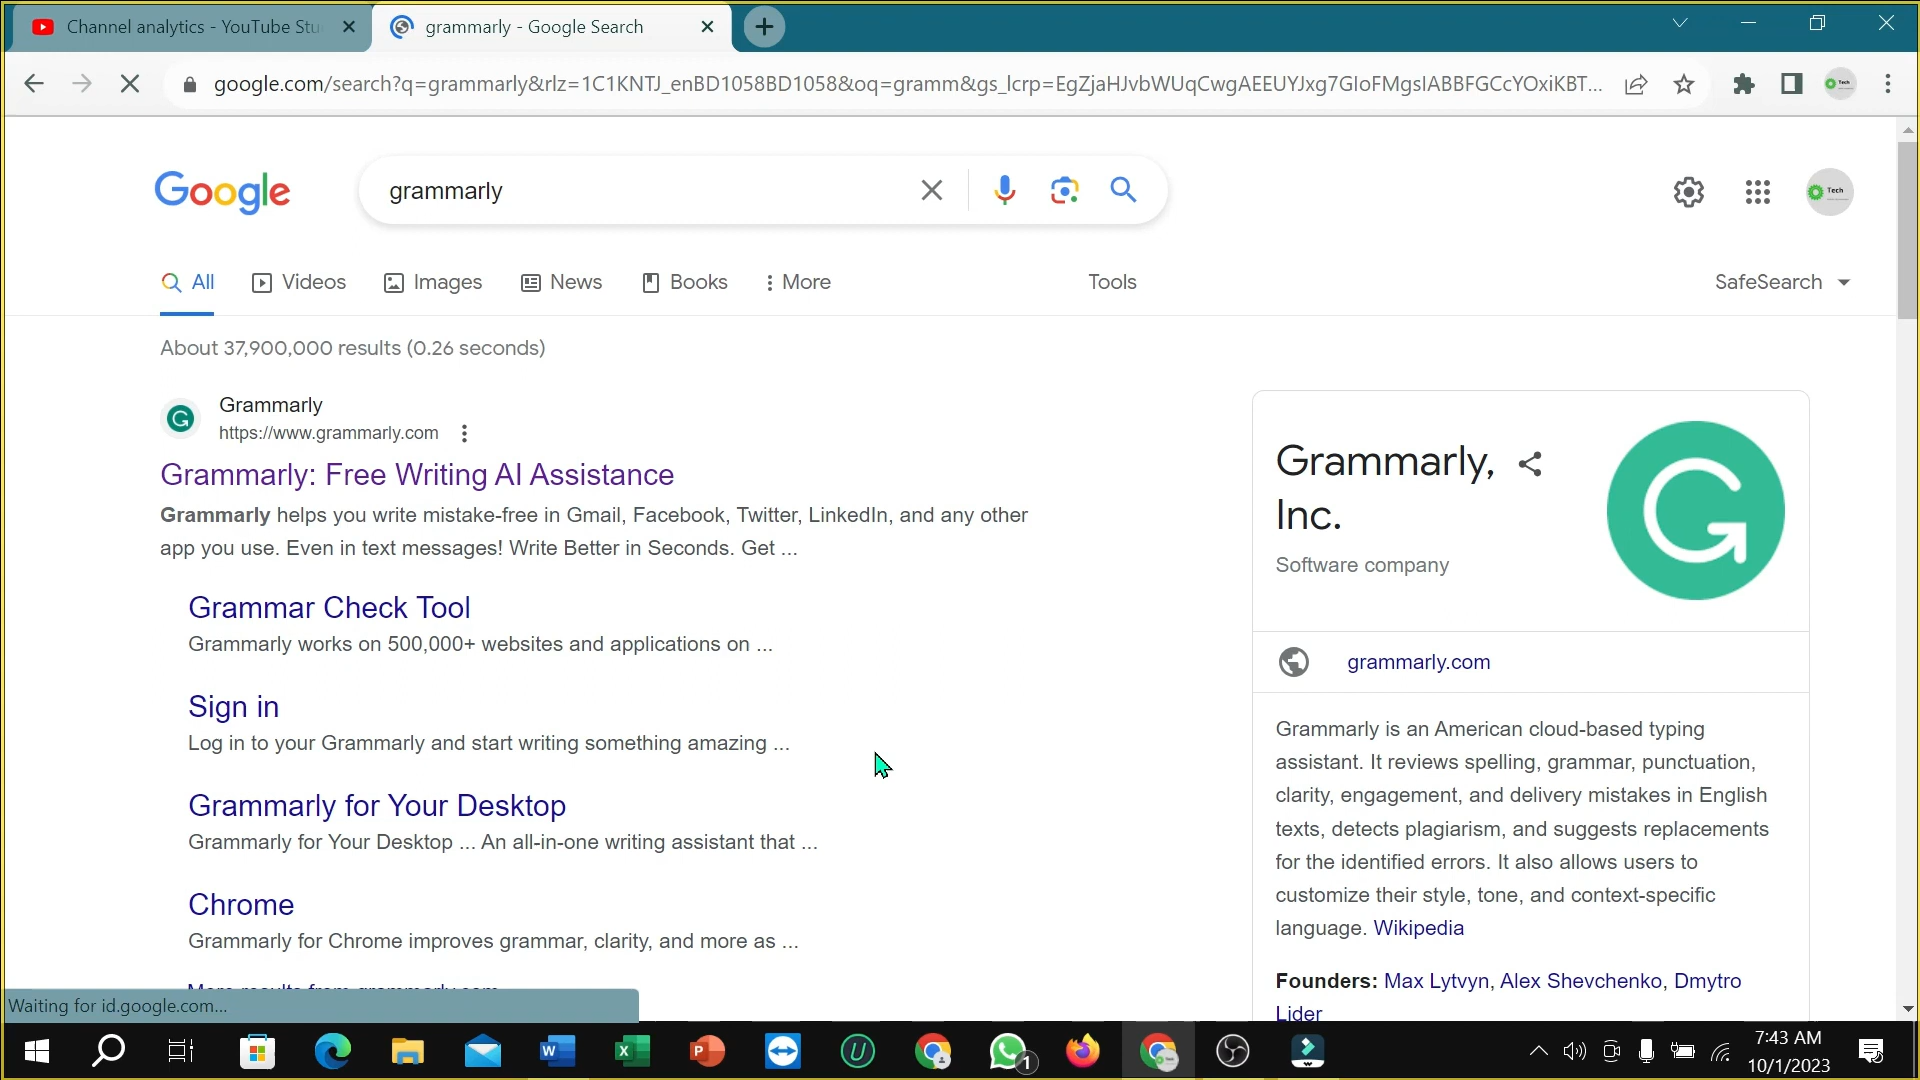 Channel analytics - YouTube Stu
grammarly - Google Search
google.com/search?q=grammarly&rlz=1C1KNTJ_enBD1058BD1058&oq=gramm&gs_lcrp=EgZjaHJvbWUqCwgAEEUYJxg7GIoFMgsIABBFGCcYOxiKBT...
Tech
Google
grammarly
Tech
All
Videos
Images
News
Books
More
Tools
SafeSearch
About 37,900,000 results (0.26 seconds)
Grammarly
https://www.grammarly.com
Grammarly: Free Writing AI Assistance
Grammarly helps you write mistake-free in Gmail, Facebook, Twitter, LinkedIn, and any other
app you use. Even in text messages! Write Better in Seconds. Get ...
Grammar Check Tool
Grammarly works on 500,000+ websites and applications on ...
Sign in
Log in to your Grammarly and start writing something amazing ...
Grammarly for Your Desktop
Grammarly for Your Desktop ... An all-in-one writing assistant that ...
Chrome
Grammarly for Chrome improves grammar, clarity, and more as ...
More results from grammarly.com
Grammarly,
Inc.
Software company
grammarly.com
Grammarly is an American cloud-based typing
assistant. It reviews spelling, grammar, punctuation,
clarity, engagement, and delivery mistakes in English
texts, detects plagiarism, and suggests replacements
for the identified errors. It also allows users to
customize their style, tone, and context-specific
language. Wikipedia
Founders: Max Lytvyn, Alex Shevchenko, Dmytro
Lider
Waiting for id.google.com...
1
7:43 AM
10/1/2023